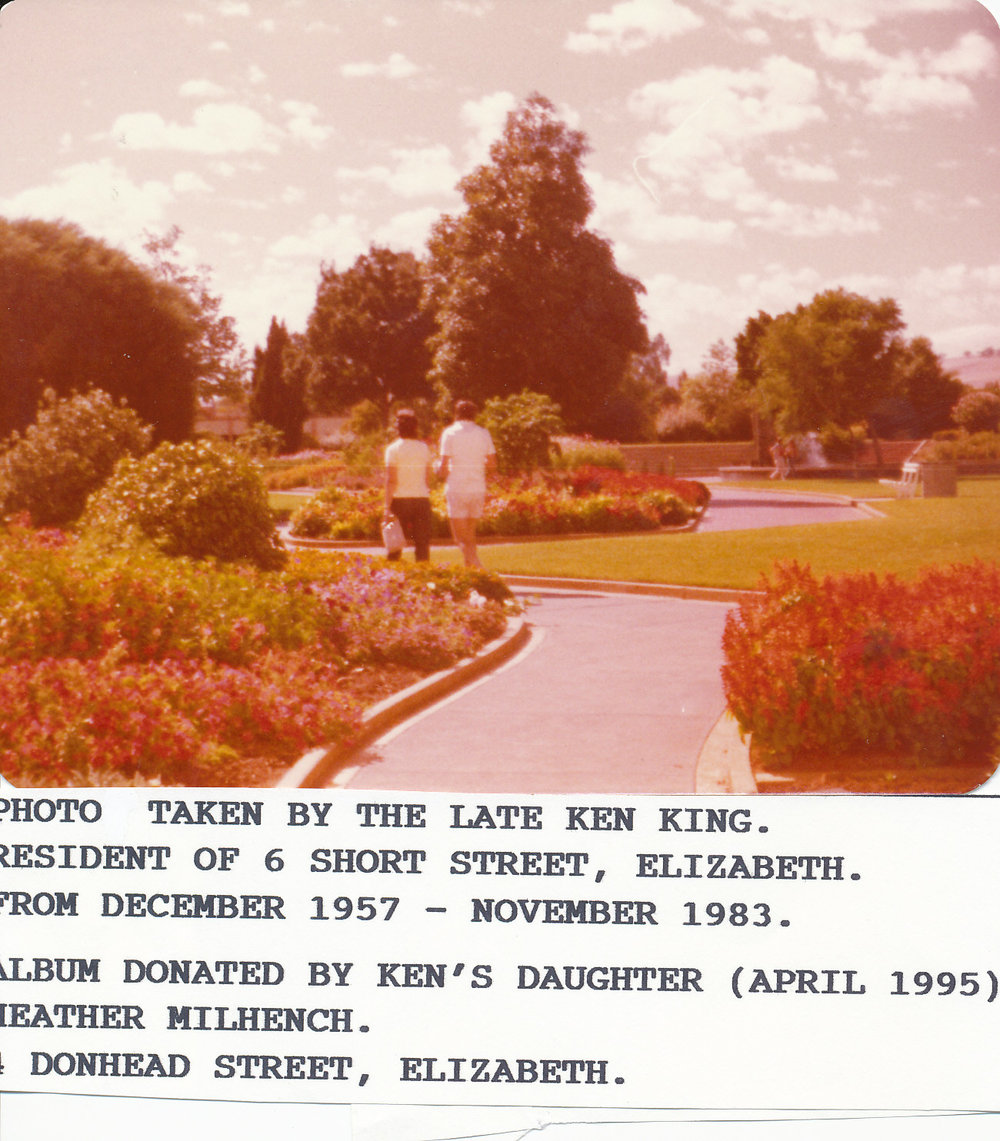 PHOTO TAKEN BY THE LATE KEN KING.
RESIDENT OF 6 SHORT STREET, ELIZABETH.
FROM DECEMBER 1957 - NOVEMBER 1983.
ALBUM DONATED BY KEN'S DAUGHTER (APRIL 1995)
HEATHER MILHENCH.
4 DONHEAD STREET, ELIZABETH.